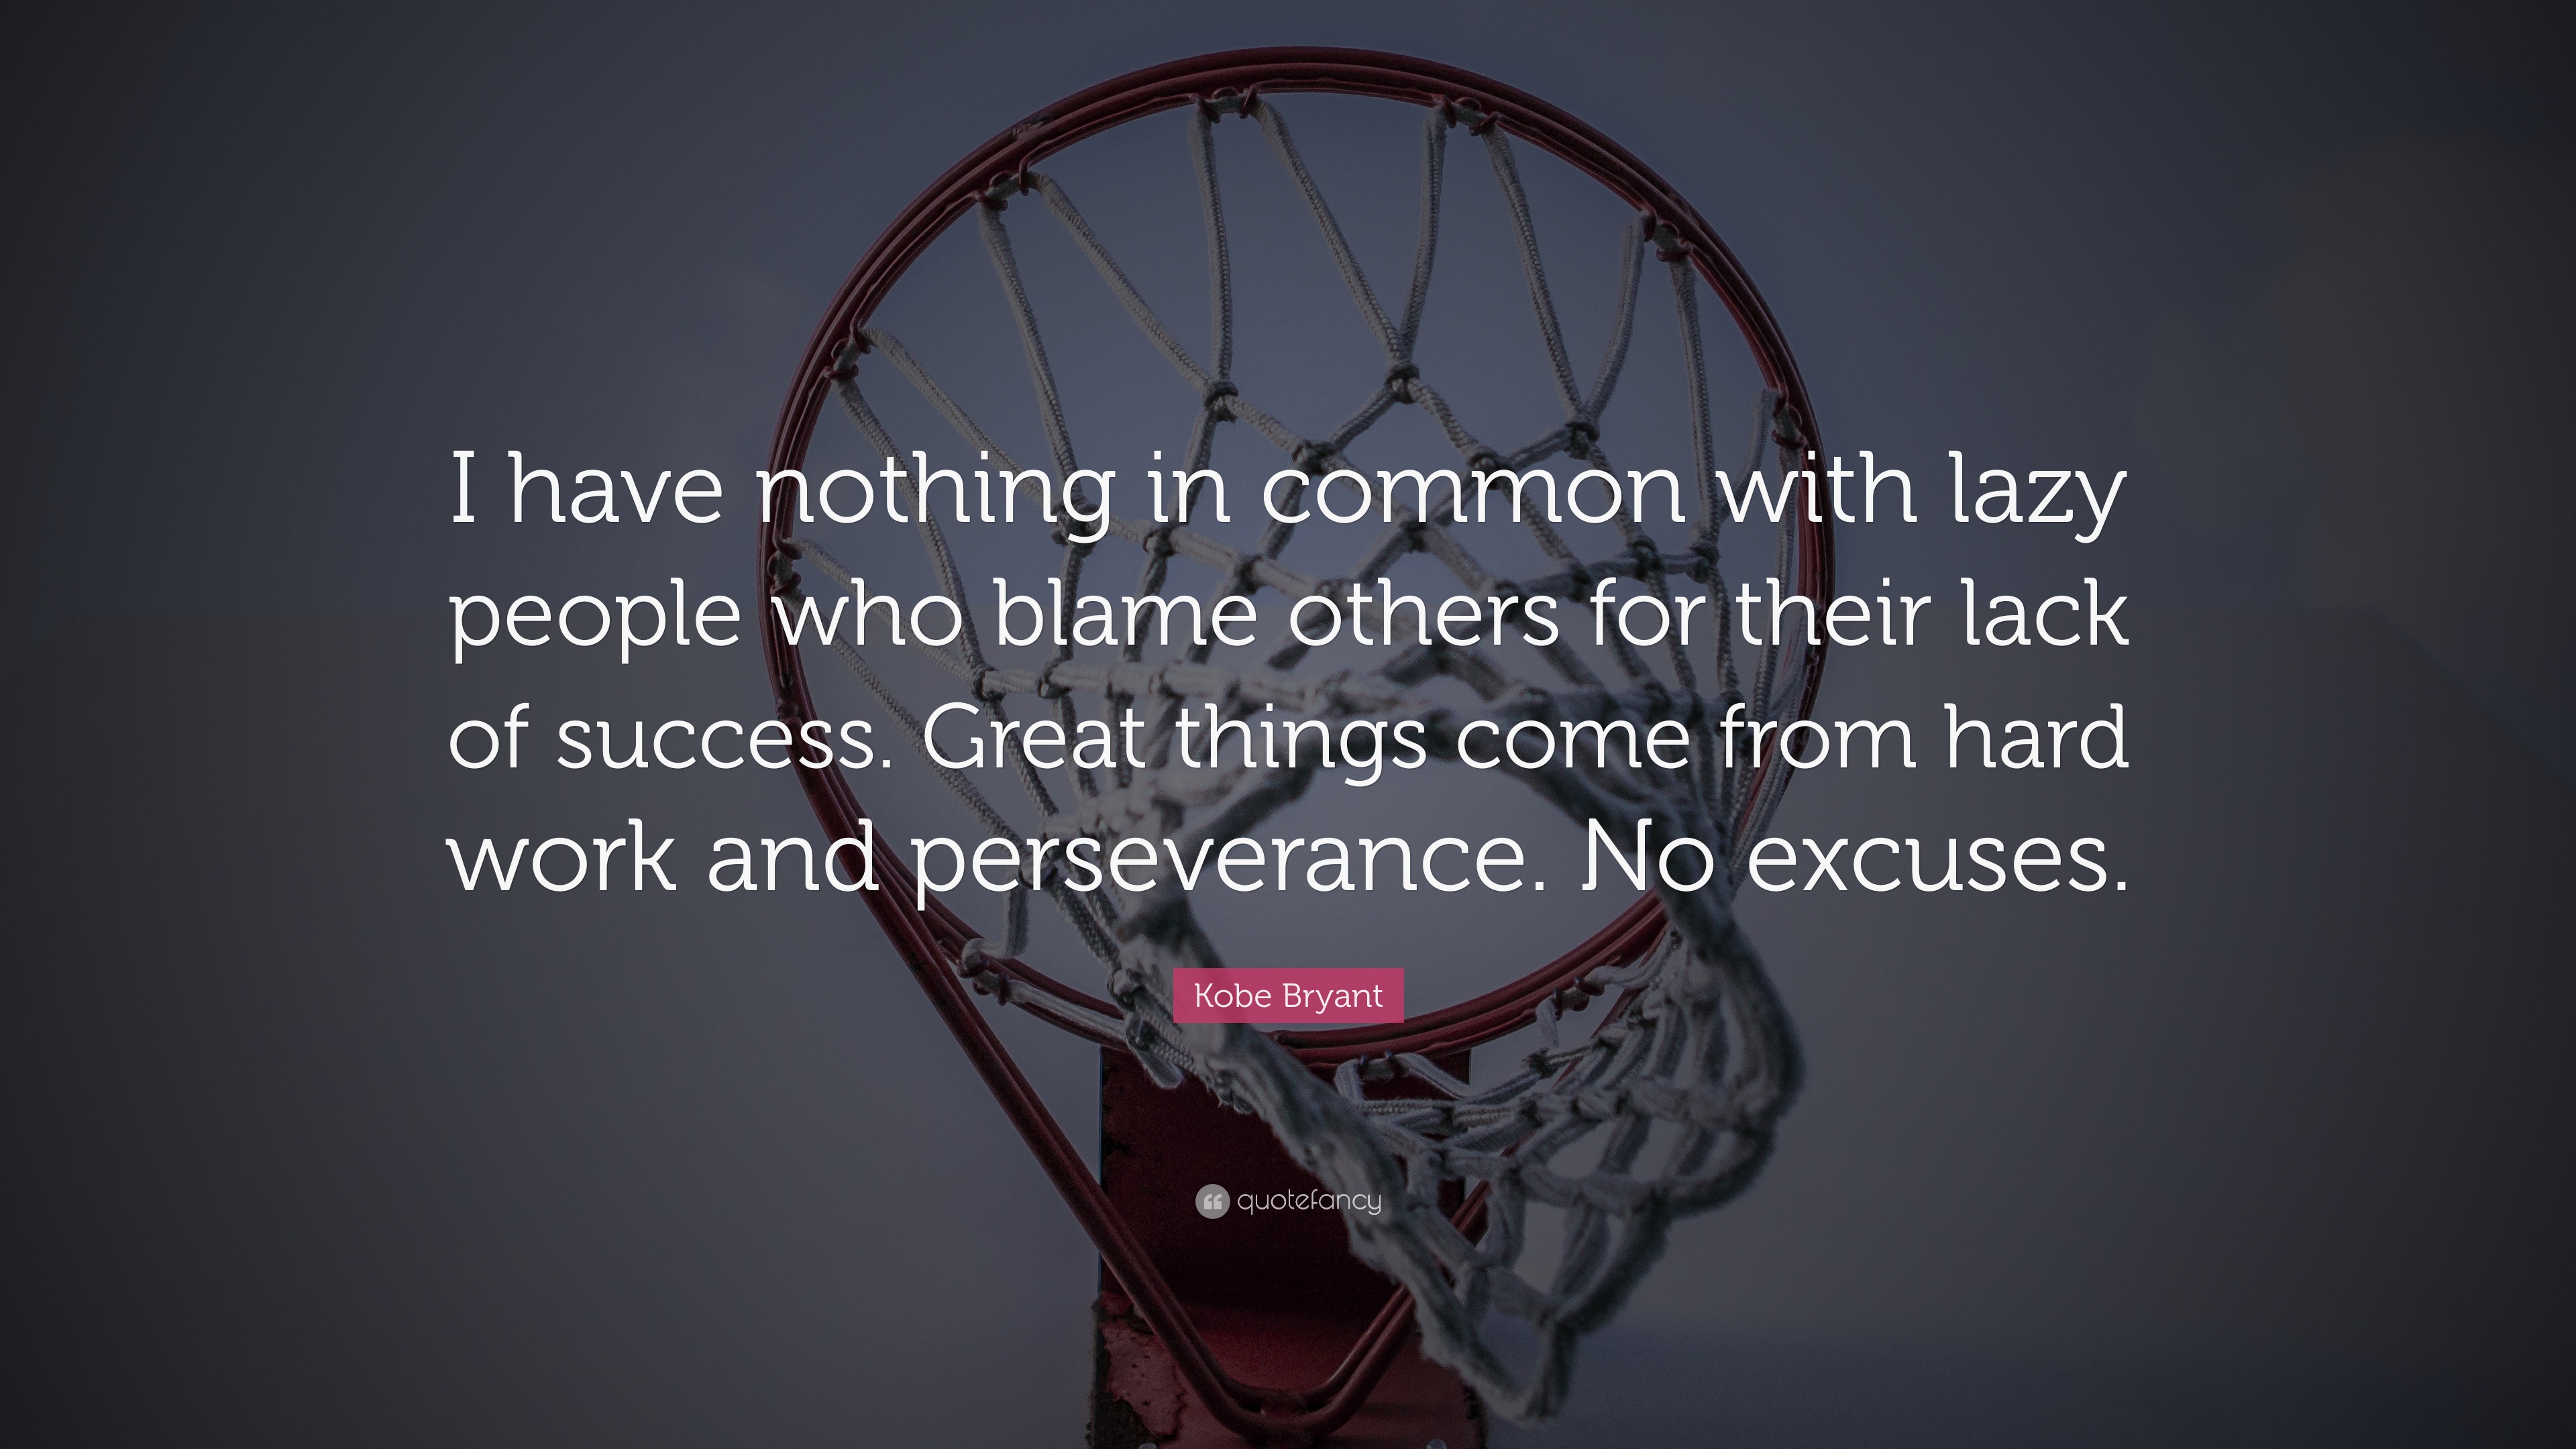 I have nothing in common with lazy
people who blame others for their lack
of success. Great things come from hard
work and perseverance. No excuses.
Kobe Bryant
quotefancy